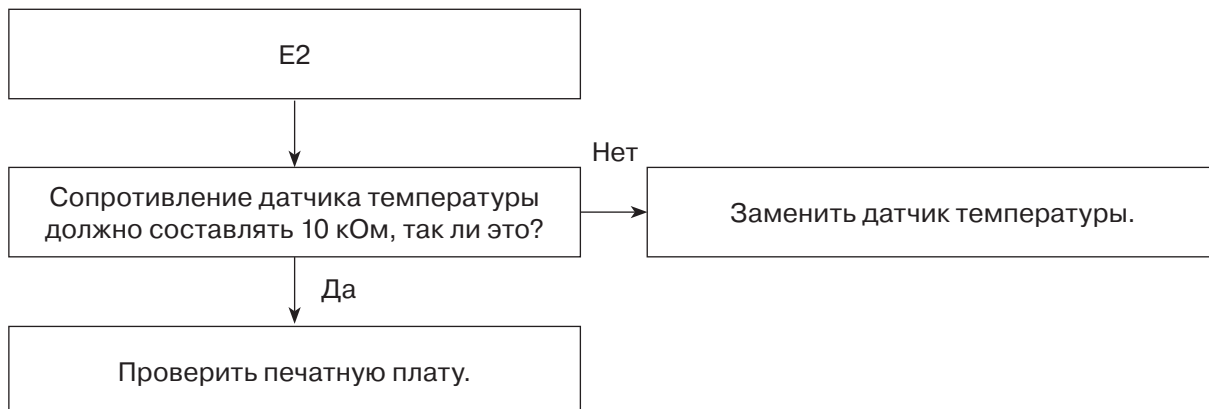 E2
Нет
Сопротивление датчика температуры
должно составлять 10 кОм, так ли это?
Заменить датчик температуры.
Да
Проверить печатную плату.